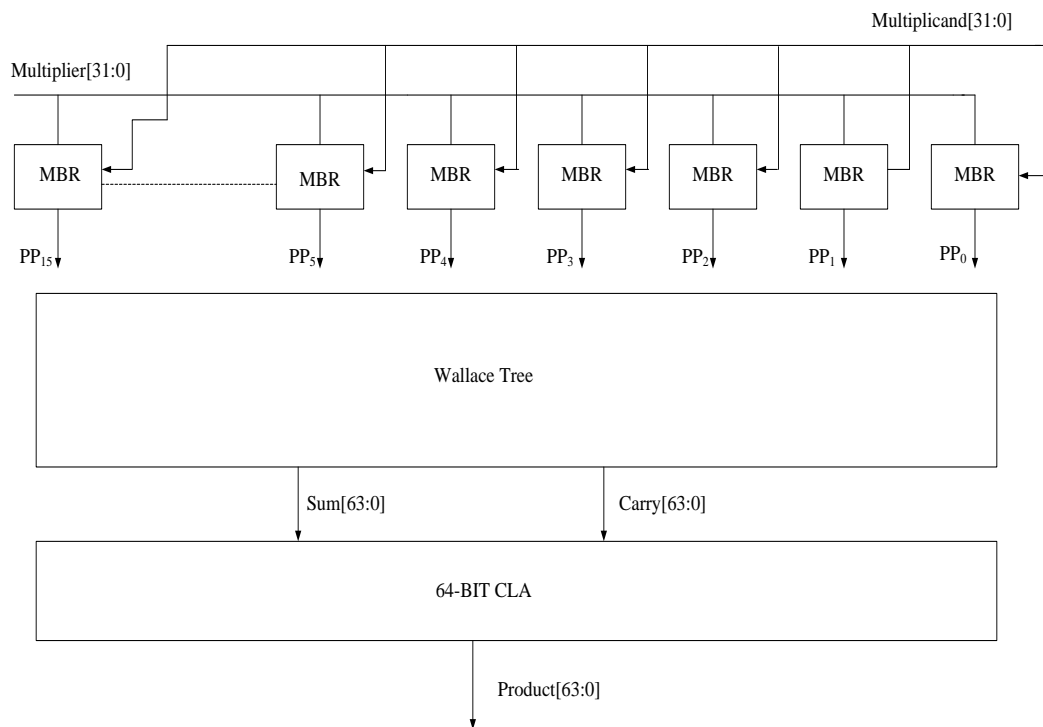 Multiplicand[31:0]
Multiplier[31:0]
MBR MBR MBR MBR MBR MBR MBR
PP15 PP5 PP4 PP3 PP2 PP1 PP0
Wallace Tree
Sum[63:0] Carry[63:0]
64-BIT CLA
Product[63:0]